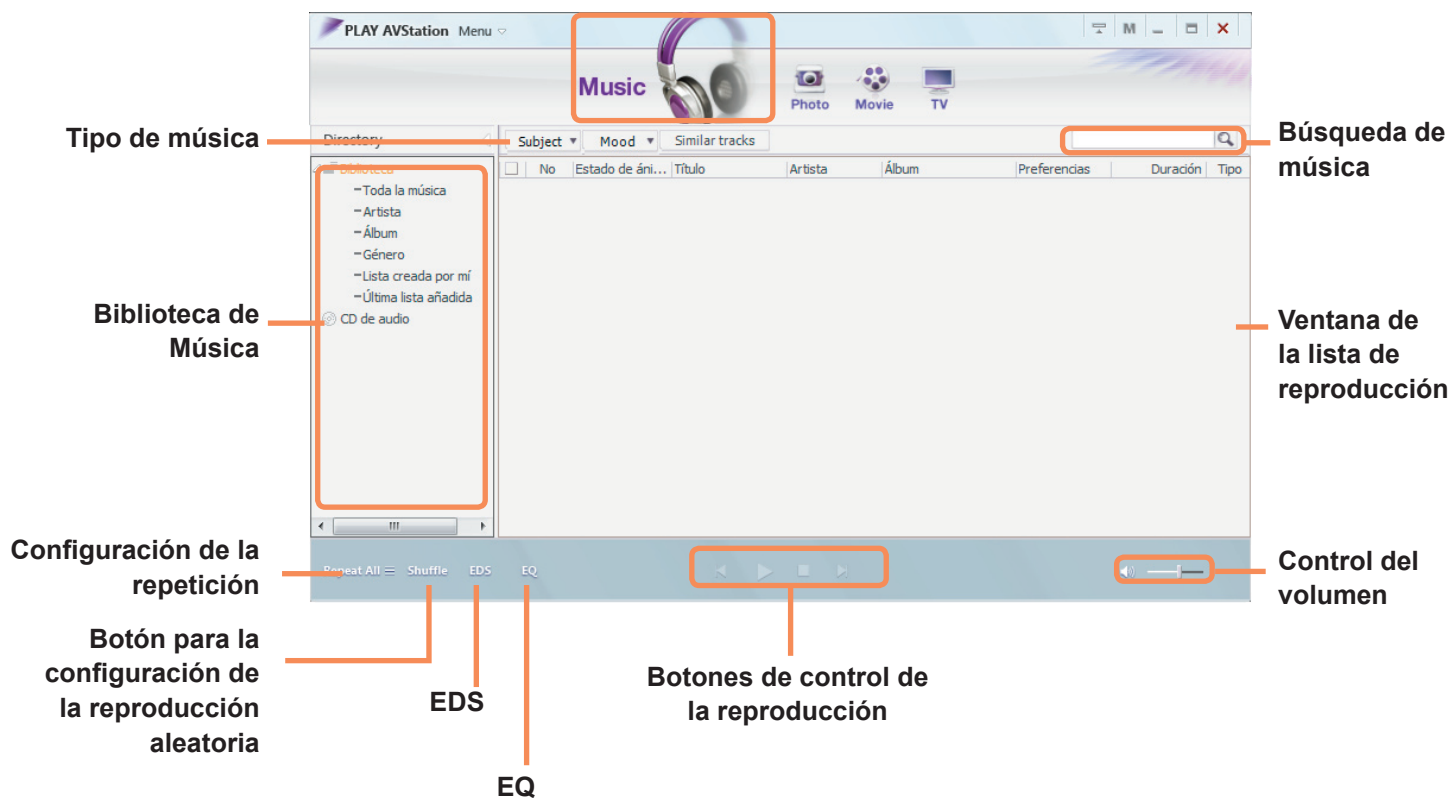 PLAY AVStation Menu
M
Music
Photo Movie TV
Tipo de música
Directory
Subject Mood Similar tracks
Búsqueda de
música
Biblioteca
No Estado de áni... Título Artista Álbum Preferencias Duración Tipo
Toda la música
Artista
Álbum
Género
Lista creada por mí
Última lista añadida
CD de audio
Biblioteca de
Música
Ventana de
la lista de
reproducción
Configuración de la
repetición
Repeat All Shuffle EDS EQ
Control del
volumen
Botón para la
configuración de
la reproducción
aleatoria
EDS
EQ
Botones de control de
la reproducción